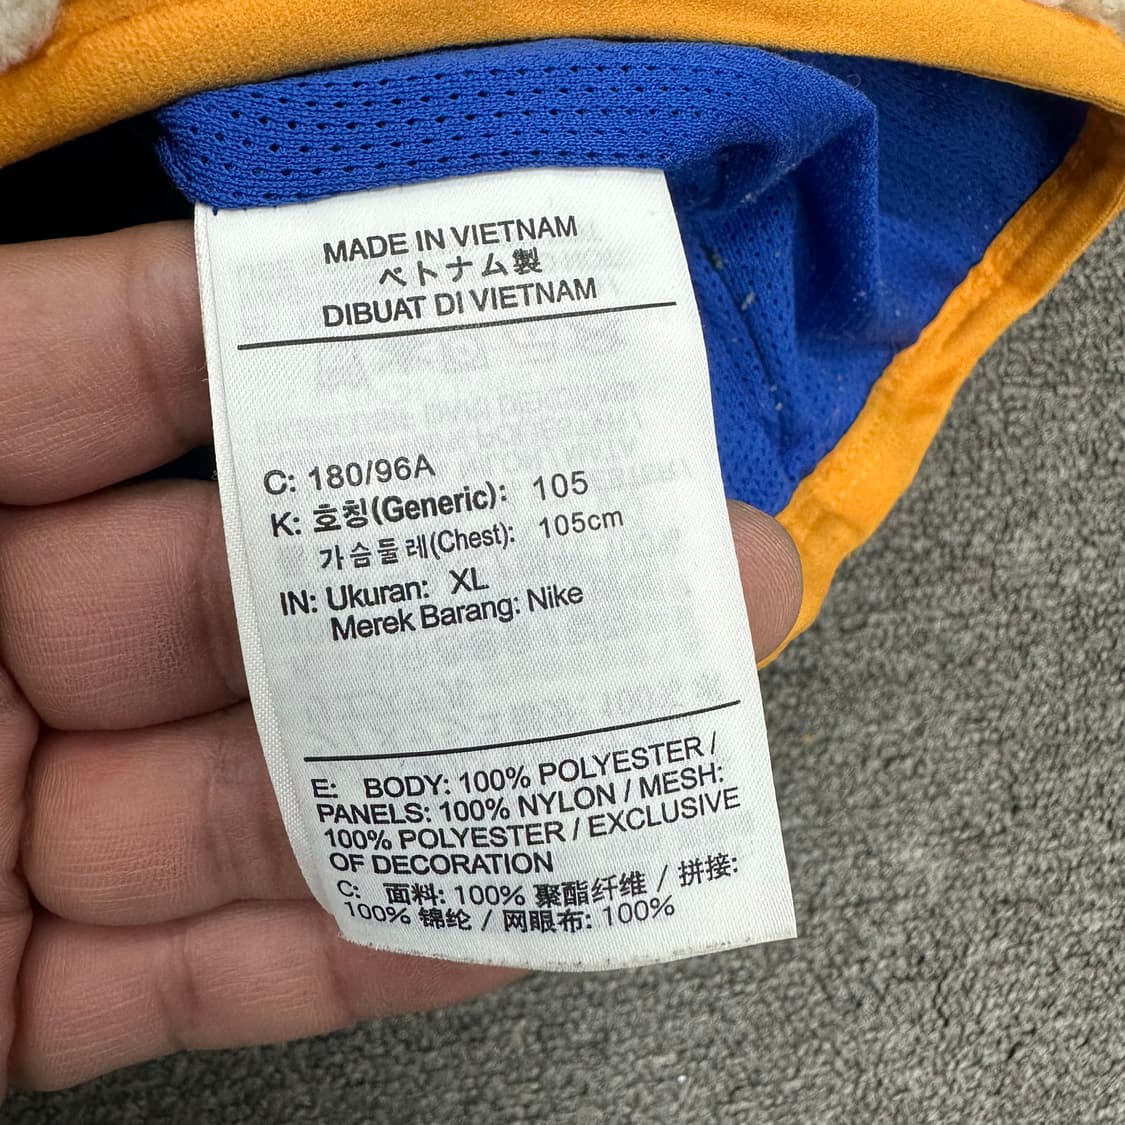 MADE IN VIETNAM
ベトナム製
DIBUAT DI VIETNAM
C: 180/96A
K: 호칭(Generic): 105
가슴둘레(Chest): 105cm
IN: Ukuran: XL
Merek Barang: Nike
E: BODY: 100% POLYESTER /
PANELS: 100% NYLON / MESH:
100% POLYESTER / EXCLUSIVE
OF DECORATION
C: 面料: 100% 聚酯纤维 / 拼接:
100% 锦纶 / 网眼布: 100%